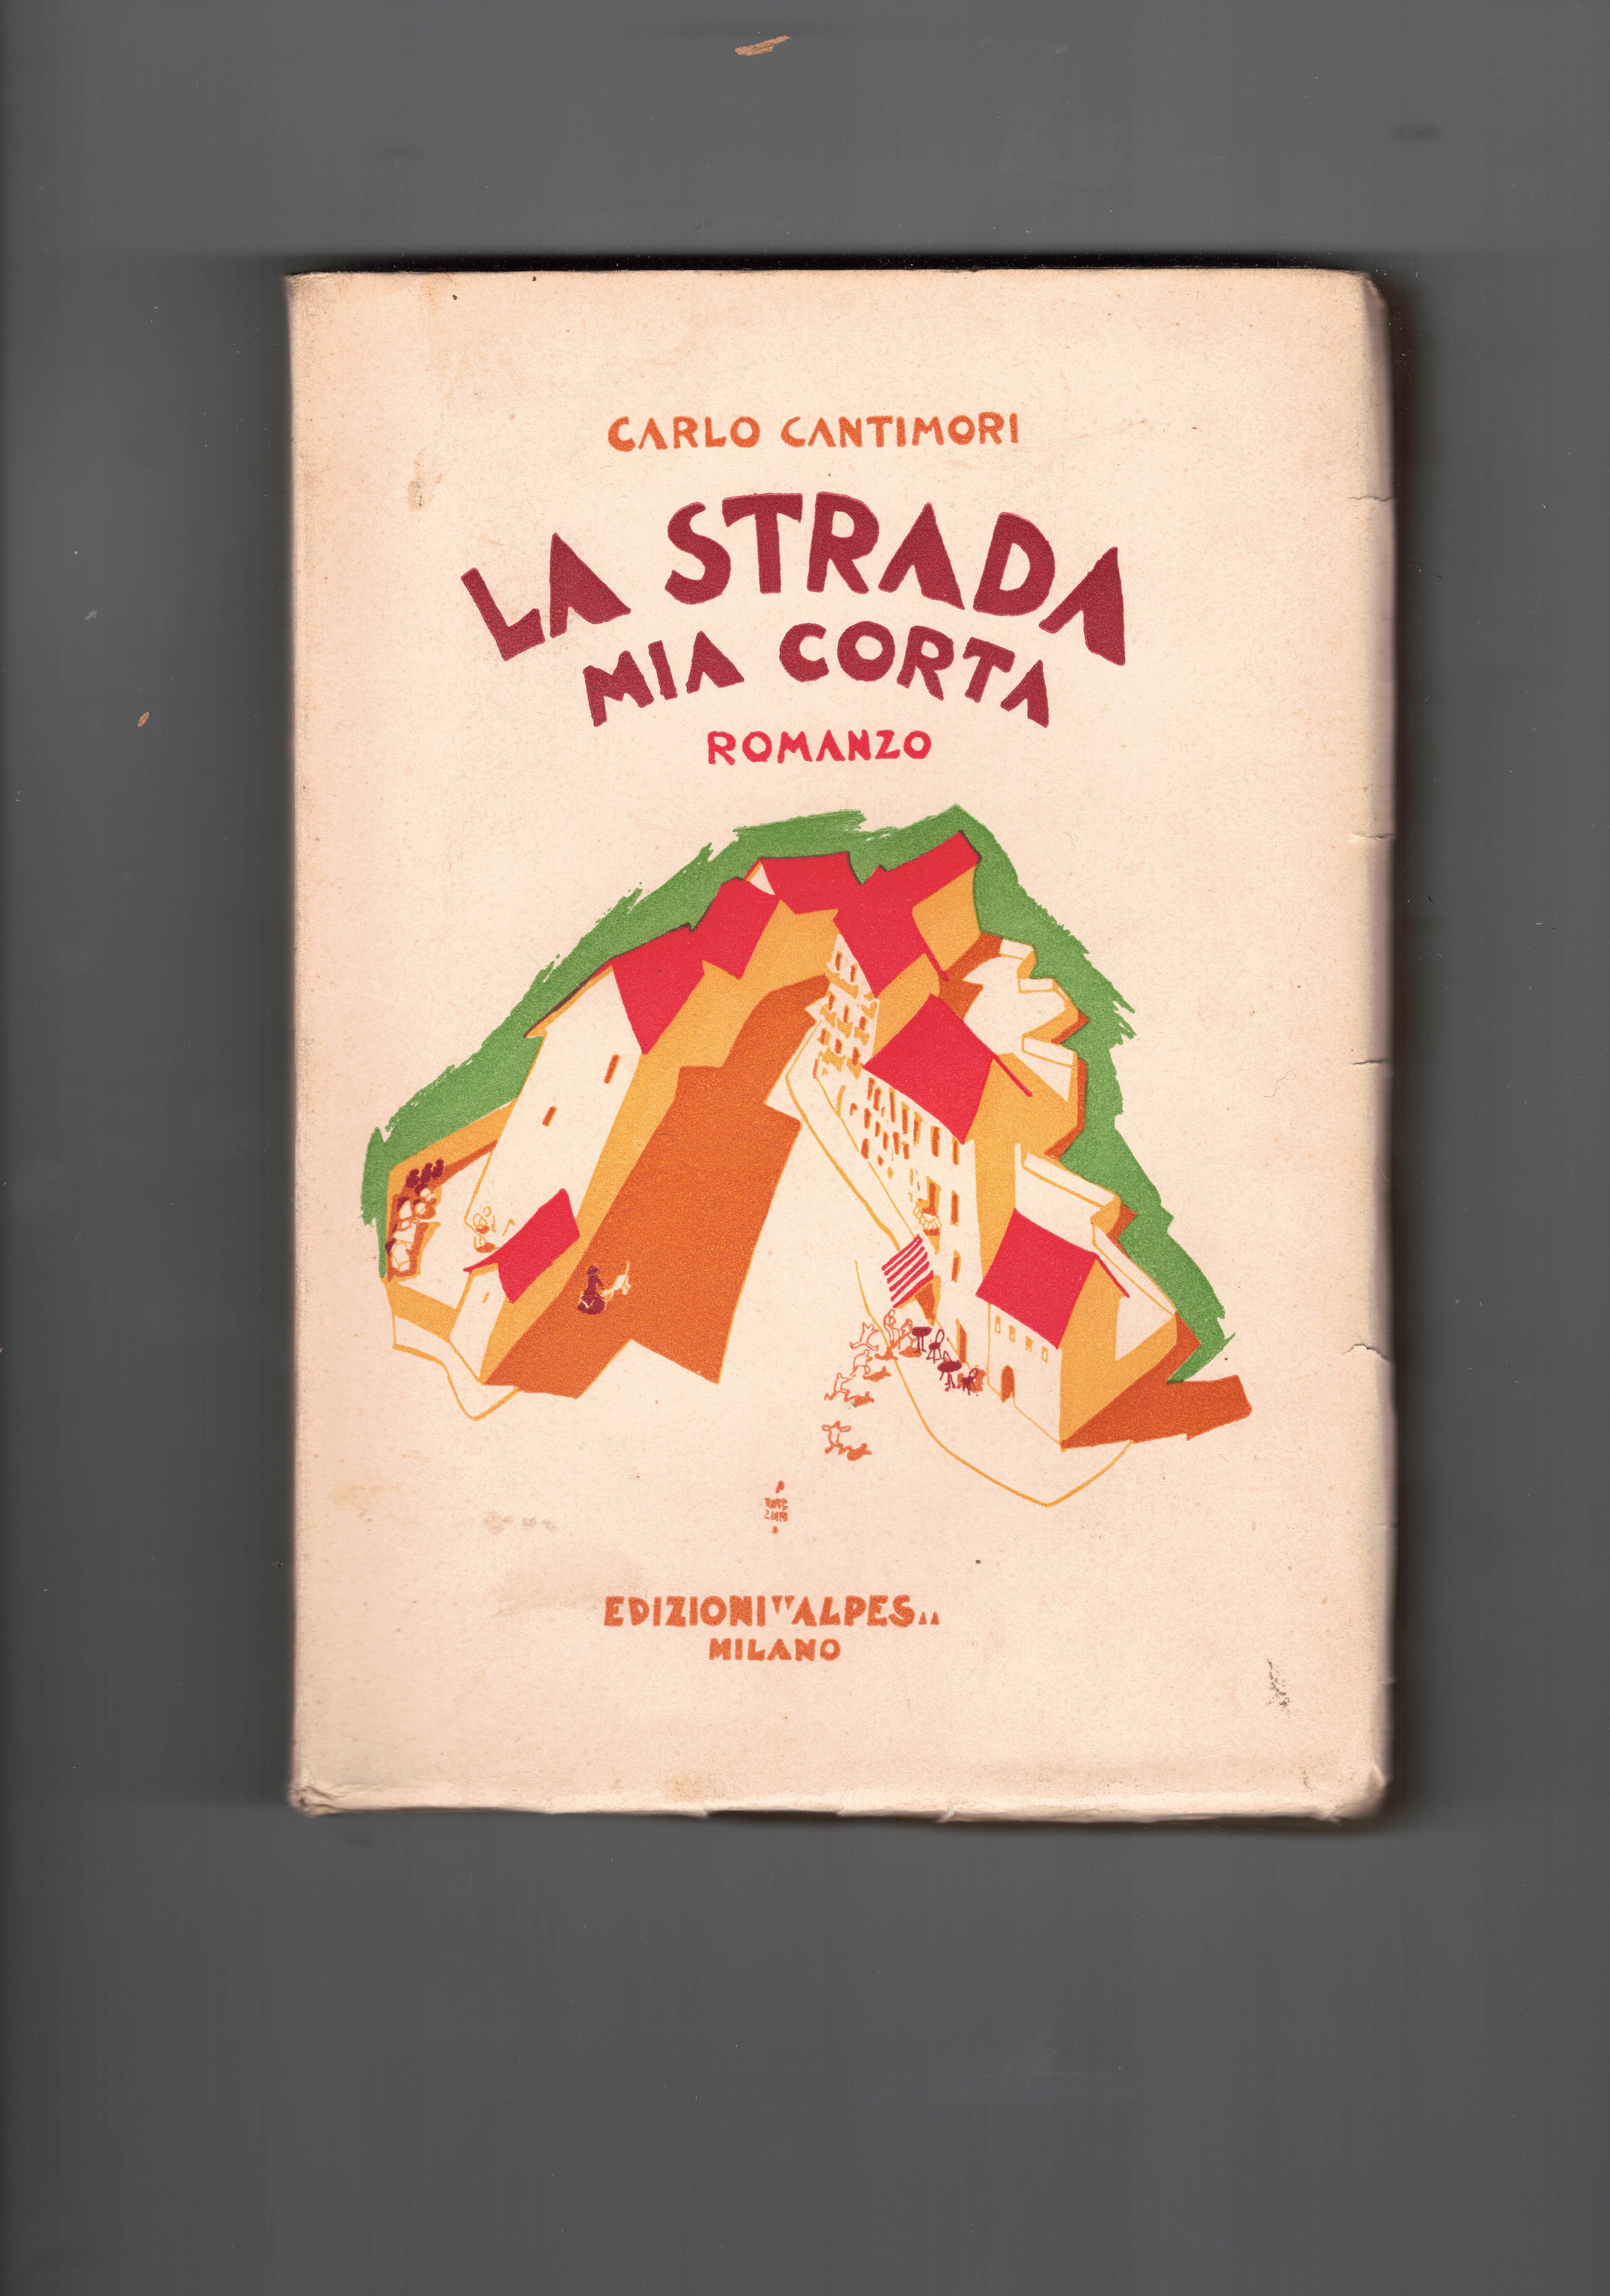 CARLO CANTIMORI
LA STRADA
MIA CORTA
ROMANZO
EDIZIONI "ALPES"
MILANO